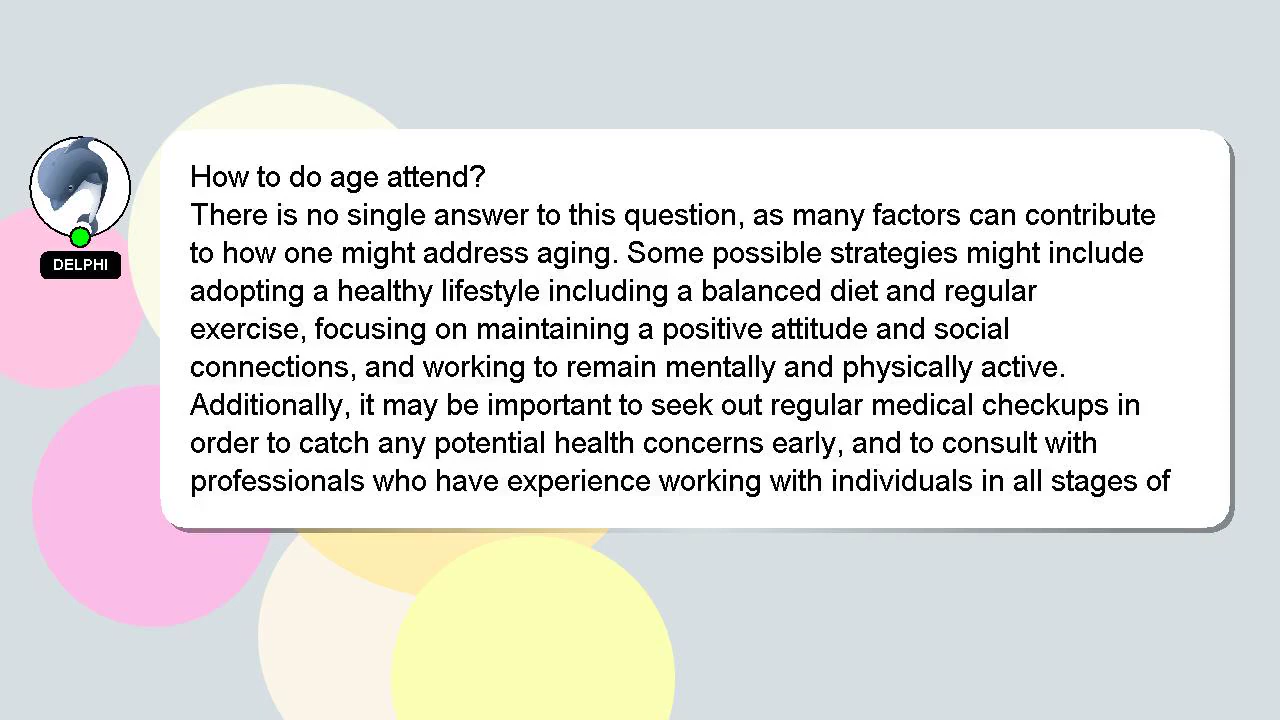 How to do age attend?
There is no single answer to this question, as many factors can contribute
to how one might address aging. Some possible strategies might include
adopting a healthy lifestyle including a balanced diet and regular
exercise, focusing on maintaining a positive attitude and social
connections, and working to remain mentally and physically active.
Additionally, it may be important to seek out regular medical checkups in
order to catch any potential health concerns early, and to consult with
professionals who have experience working with individuals in all stages of
DELPHI